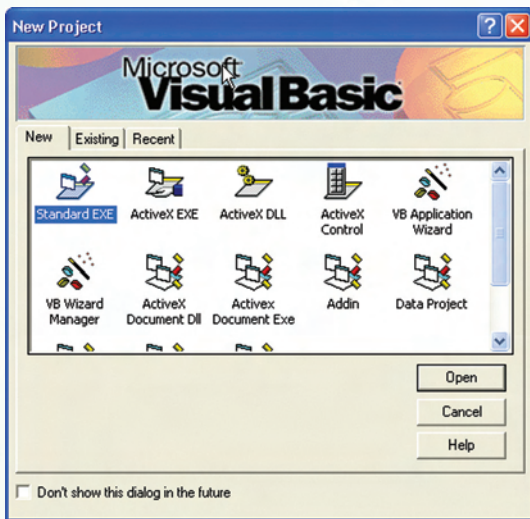 New Project
Microsoft
Visual Basic
New Existing Recent
Standard EXE ActiveX EXE ActiveX DLL ActiveX Control VB Application Wizard
VB Wizard Manager ActiveX Document Dll Activex Document Exe Addin Data Project
Open
Cancel
Help
Don't show this dialog in the future